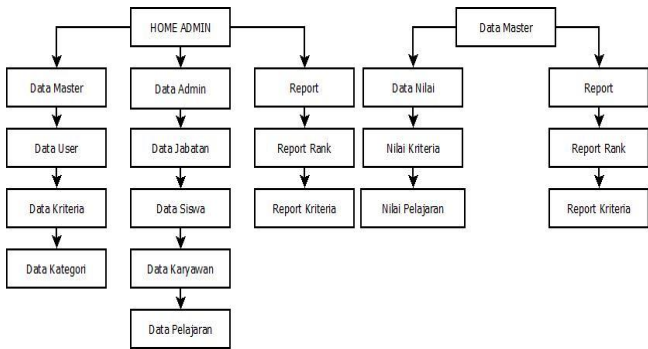 HOME ADMIN
Data Master
Data User
Data Kriteria
Data Kategori
Data Admin
Data Jabatan
Data Siswa
Data Karyawan
Data Pelajaran
Report
Report Rank
Report Kriteria
Data Master
Data Nilai
Nilai Kriteria
Nilai Pelajaran
Report
Report Rank
Report Kriteria